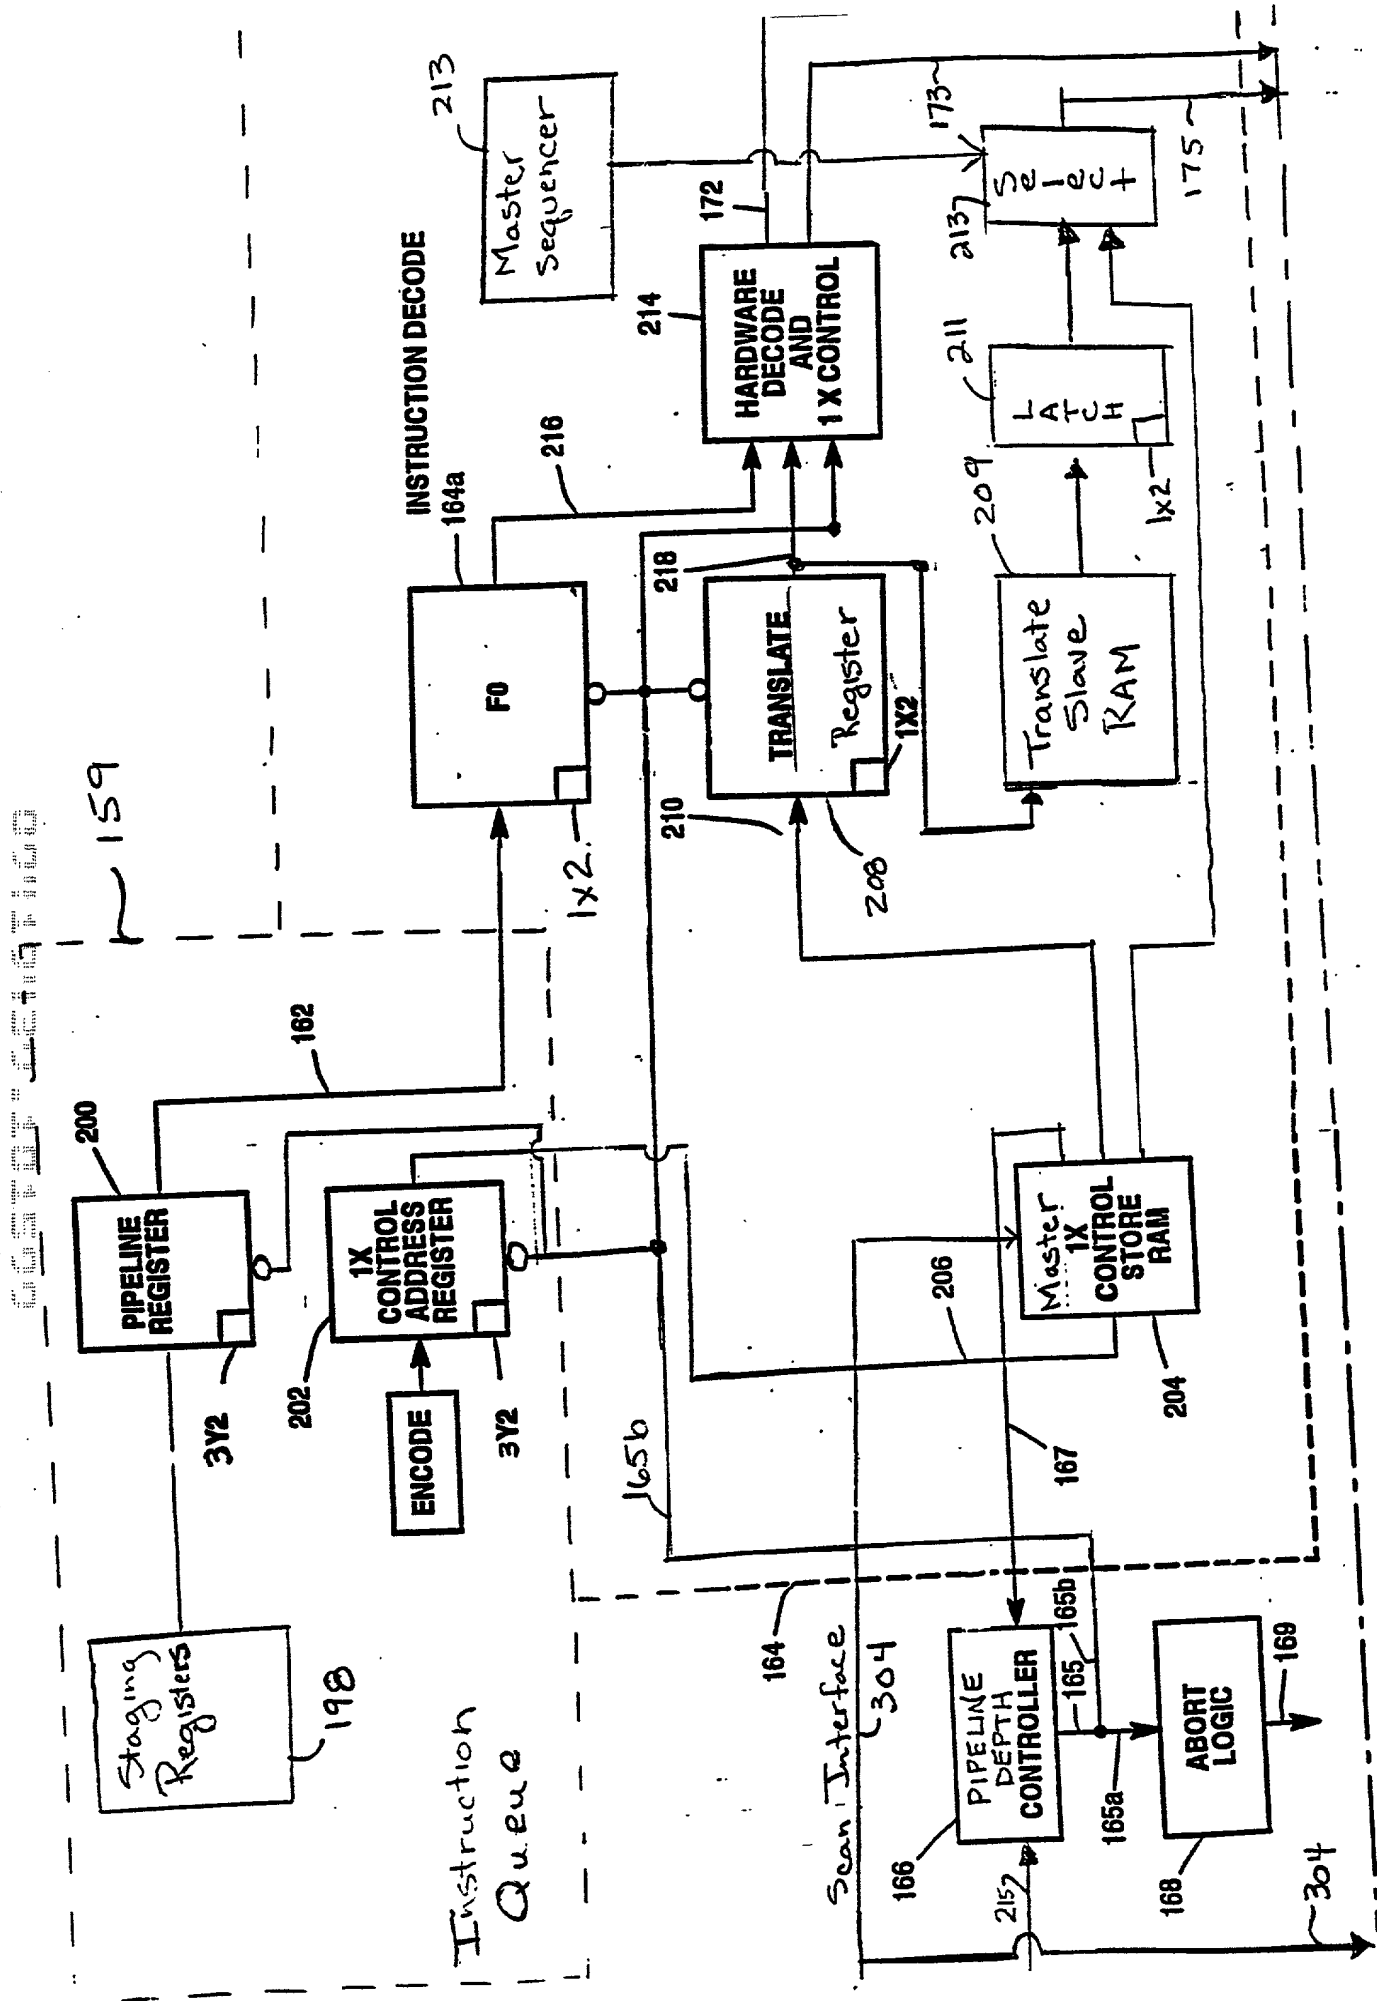 159
INSTRUCTION DECODE
Staging
Registers
198
PIPELINE
REGISTER
200
3Y2
162
1X
CONTROL
ADDRESS
REGISTER
202
3Y2
ENCODE
Instruction
Queue
F0
164a
1x2
216
Master
Sequencer
213
HARDWARE
DECODE
AND
1X CONTROL
214
172
173
TRANSLATE
Register
1X2
208
210
218
Translate
Slave
RAM
209
LATCH
211
1x2
Select
213
175
165b
206
Master
1X
CONTROL
STORE
RAM
204
167
164
Scan Interface
304
PIPELINE
DEPTH
CONTROLLER
166
215
165
165b
165a
ABORT
LOGIC
168
169
304